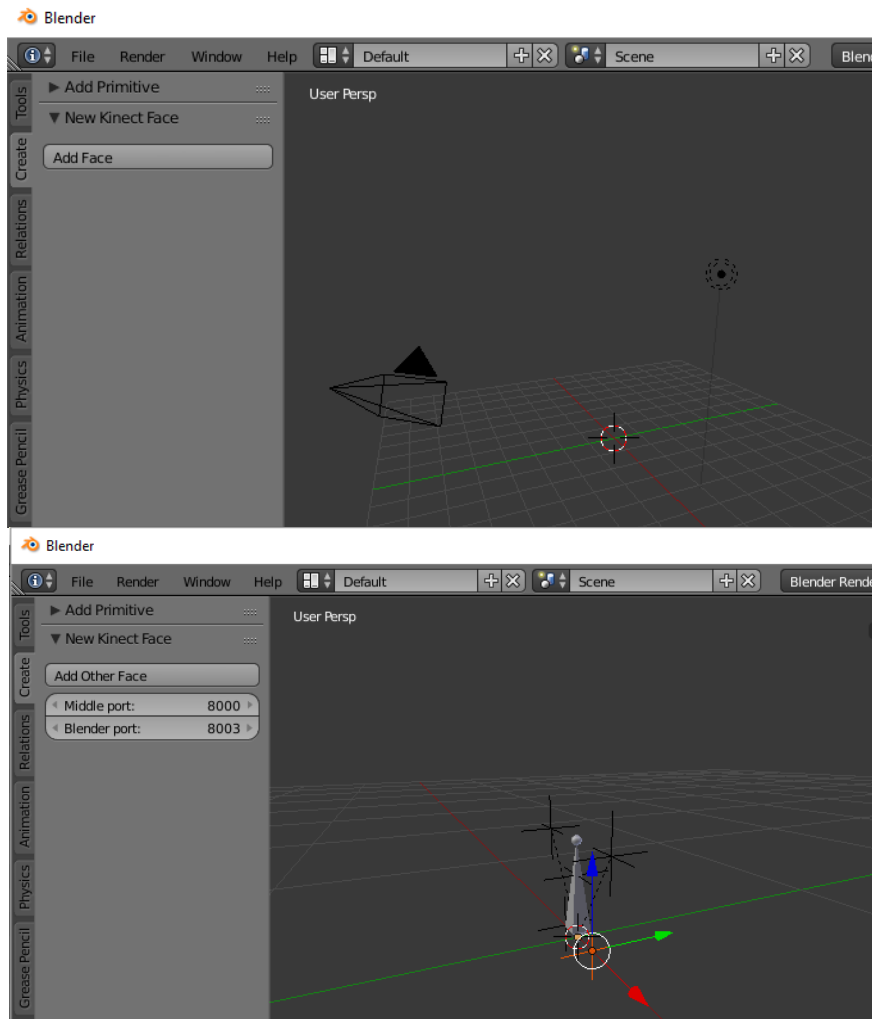 Blender
File Render Window Help Default Scene Blen
Tools
Create
Relations
Animation
Physics
Grease Pencil
Add Primitive
New Kinect Face
Add Face
User Persp
Blender
File Render Window Help Default Scene Blender Rende
Tools
Create
Relations
Animation
Physics
Grease Pencil
Add Primitive
New Kinect Face
Add Other Face
Middle port: 8000
Blender port: 8003
User Persp